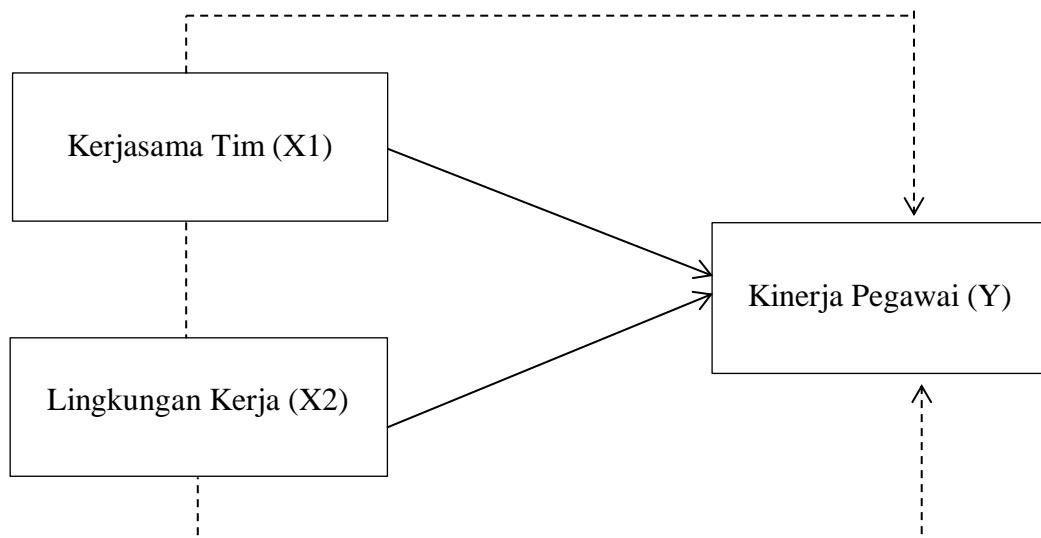 Kerjasama Tim (X1)
Kinerja Pegawai (Y)
Lingkungan Kerja (X2)